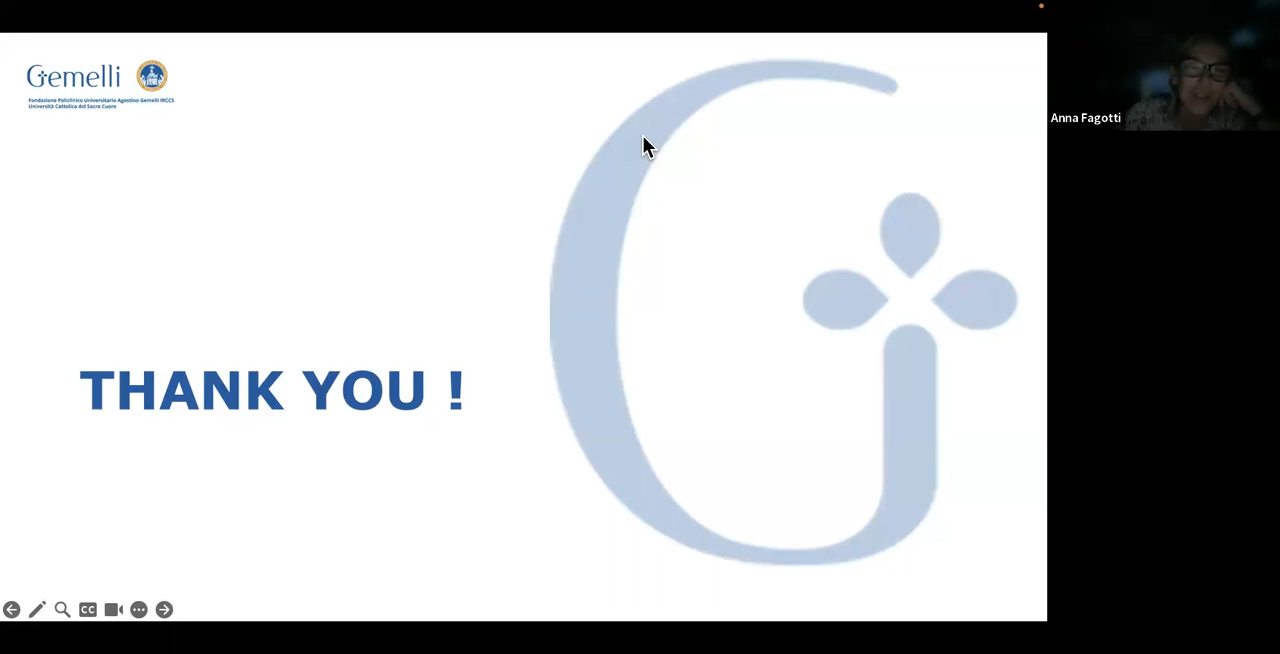 Gemelli
Fondazione Policlinico Universitario Agostino Gemelli IRCCS
Università Cattolica del Sacro Cuore
Anna Fagotti
THANK YOU !
CC